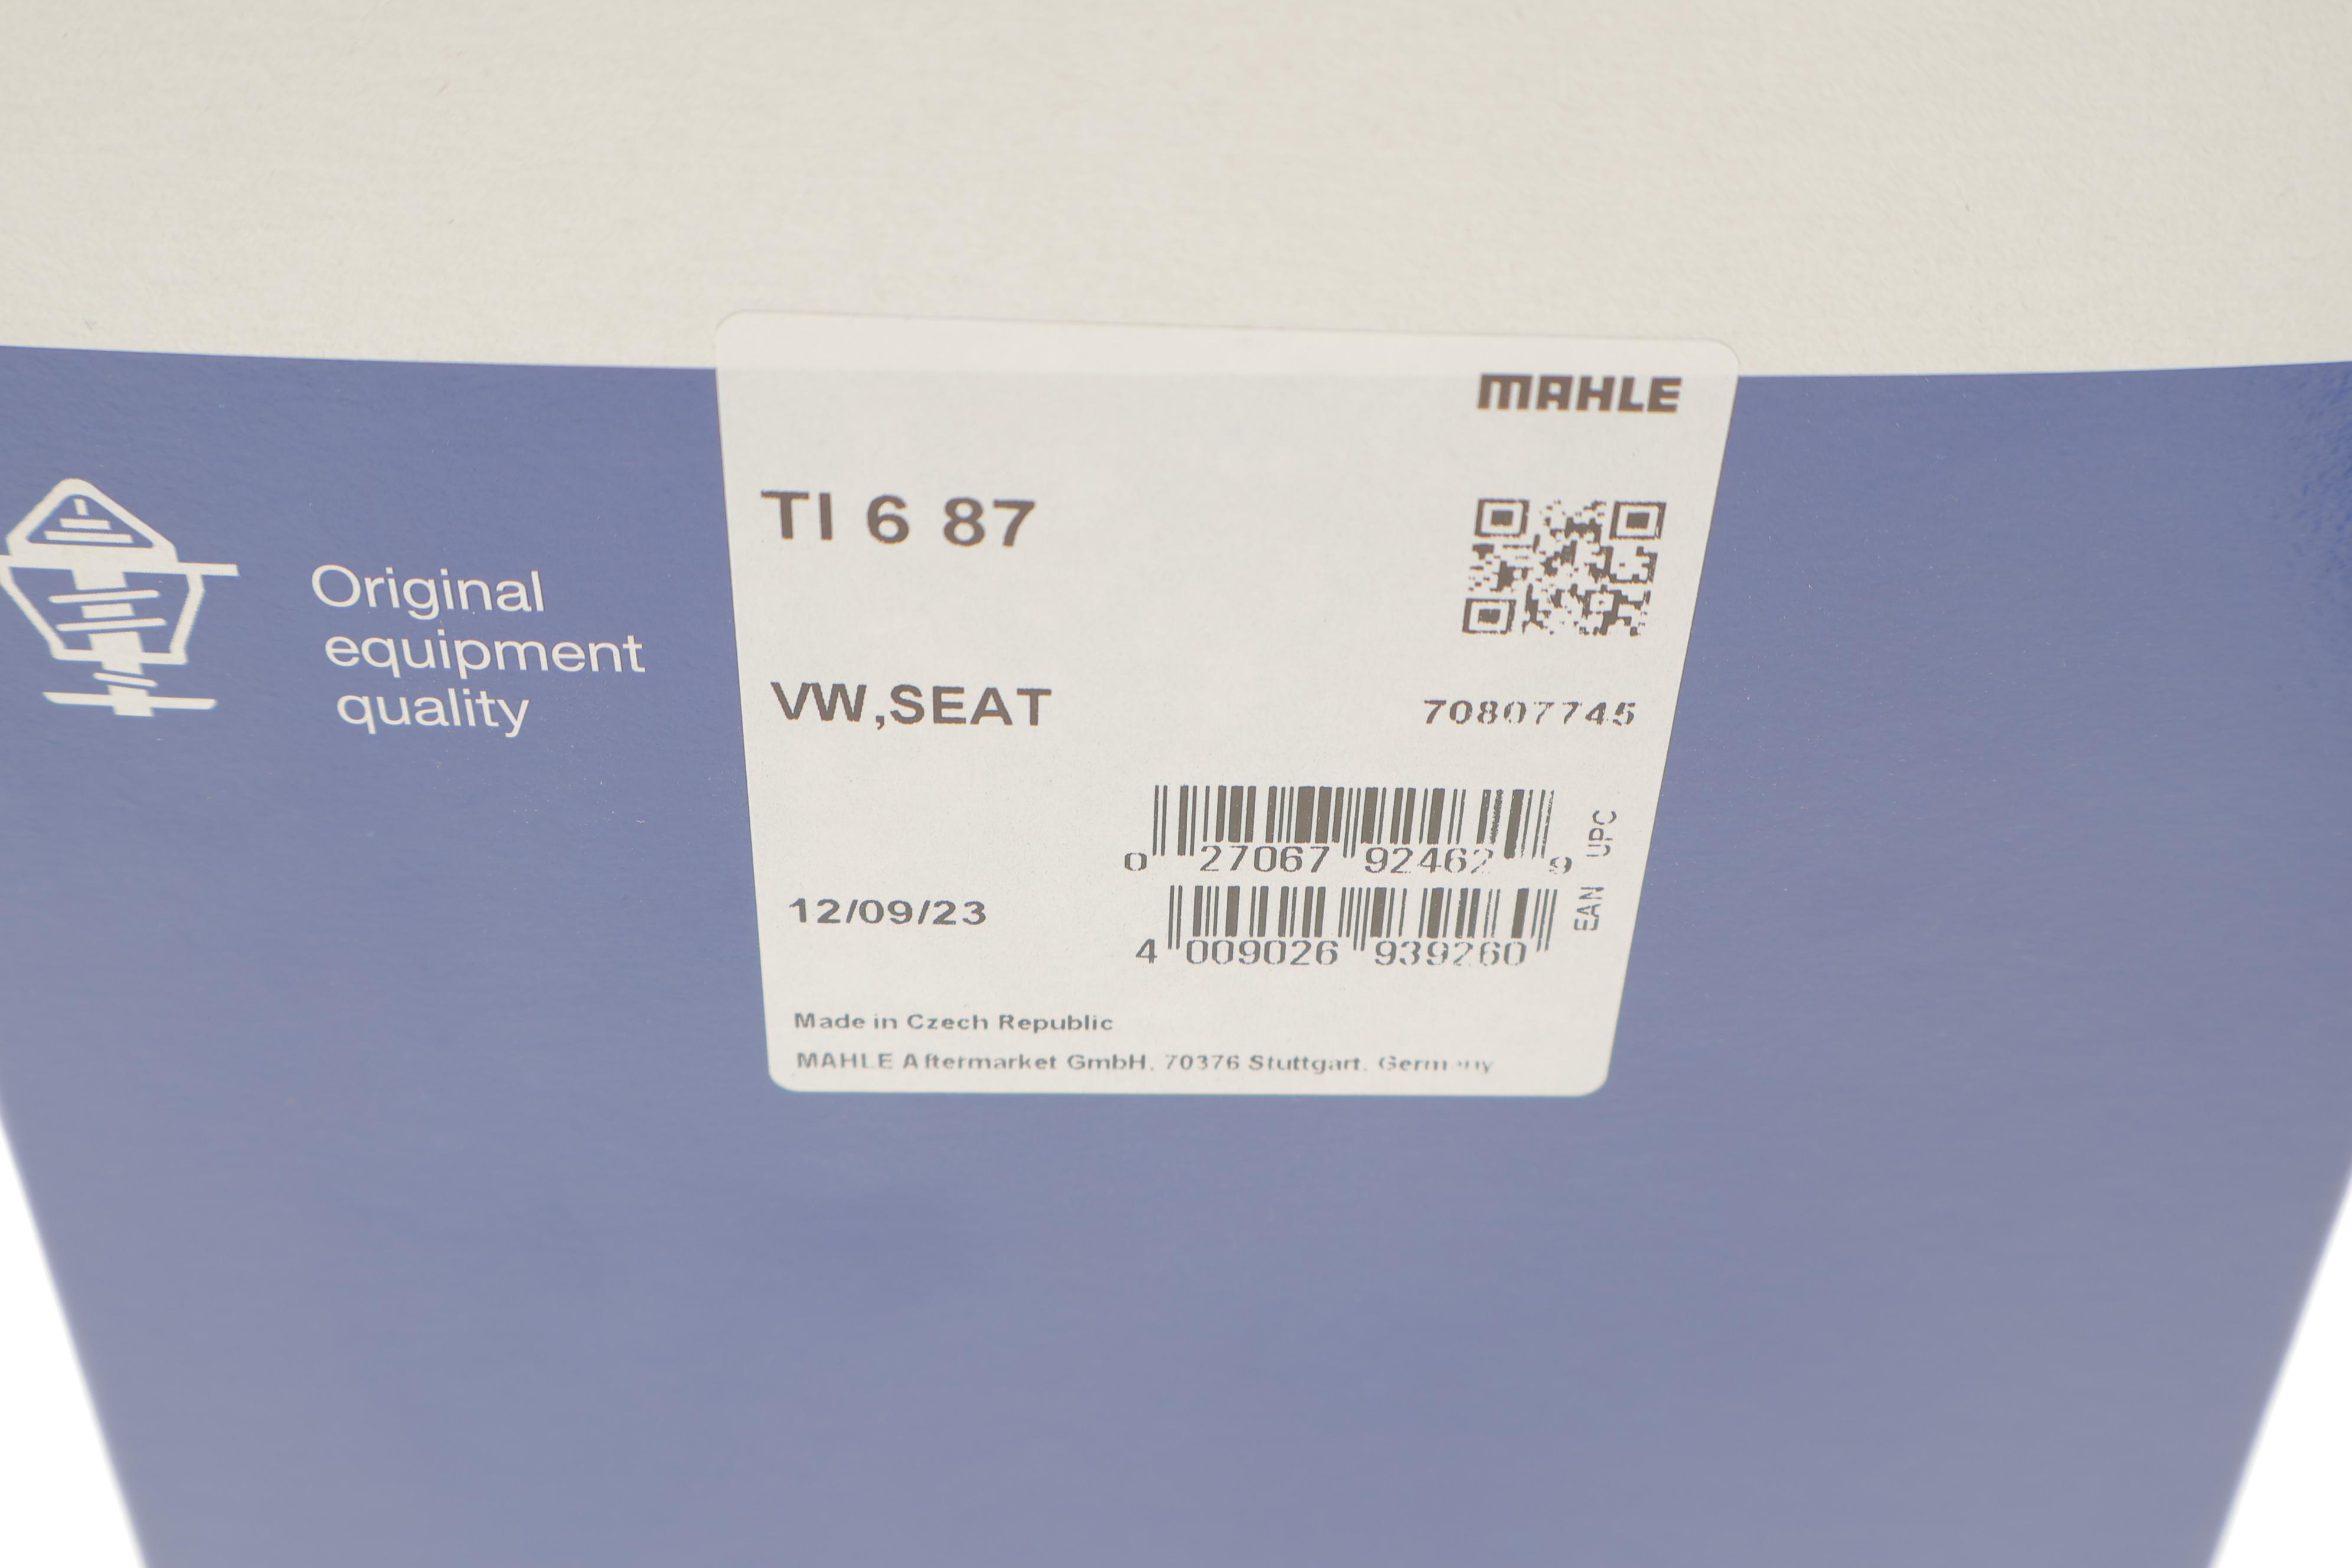 MAHLE
TI 6 87
Original
equipment
quality
VW,SEAT
70807745
0 27067 92462 9
UPC
12/09/23
4 009026 939260
EAN
Made in Czech Republic
MAHLE Aftermarket GmbH, 70376 Stuttgart, Germany